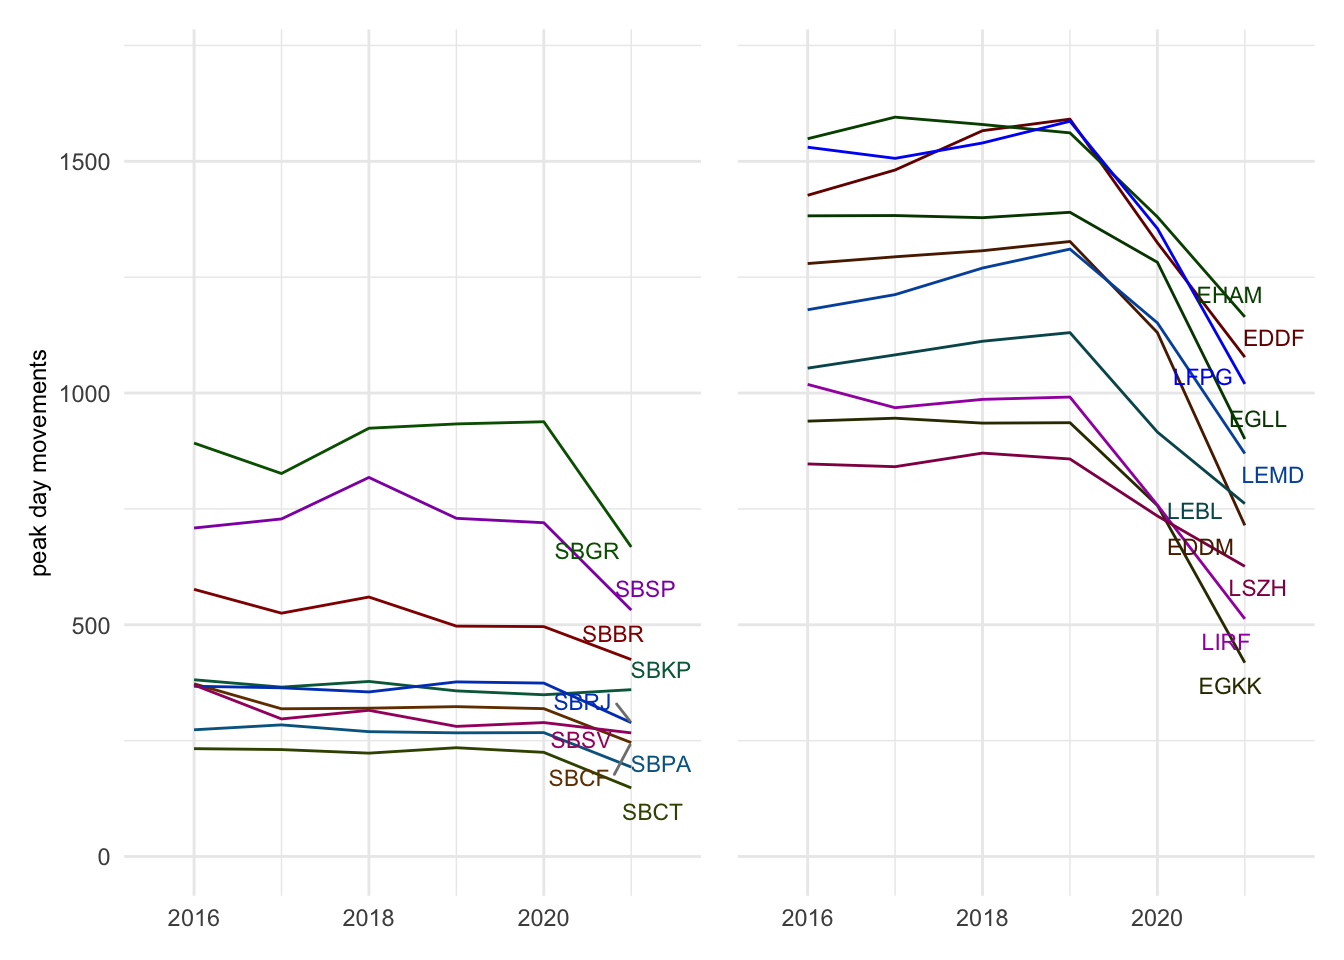 peak day movements
1500
1000
500
0
SBGR
SBSP
SBBR
SBKP
SBRJ
SBSV
SBPA
SBCF
SBCT
2016 2018 2020
EHAM
EDDF
LFPG
EGLL
LEMD
LEBL
EDDM
LSZH
LIRF
EGKK
2016 2018 2020